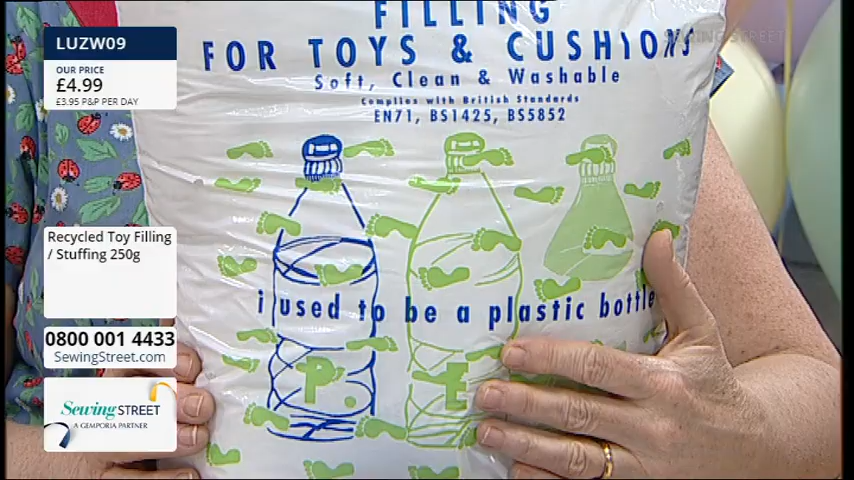 LUZW09
OUR PRICE
£4.99
£3.95 P&P PER DAY
Recycled Toy Filling
/ Stuffing 250g
0800 001 4433
SewingStreet.com
Sewing STREET
A GEMPORIA PARTNER
SEWING STREET
FILLING
FOR TOYS & CUSHIONS
Soft, Clean & Washable
Complies with British Standards
EN71, BS1425, BS5852
i used to be a plastic bottle
P.E